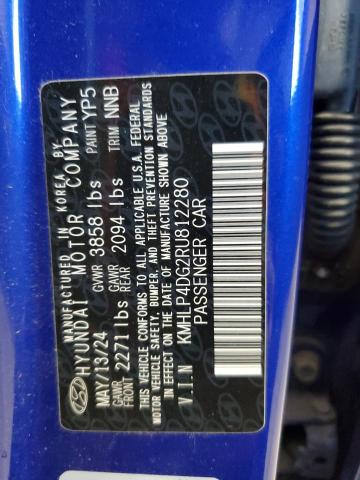 MANUFACTURED IN KOREA BY
HYUNDAI MOTOR COMPANY
MAY/13/24 GVWR 3858 lbs PAINT YP5
GAWR FRONT 2271lbs GAWR REAR 2094 lbs TRIM NNB
THIS VEHICLE CONFORMS TO ALL APPLICABLE U.S.A. FEDERAL
MOTOR VEHICLE SAFETY, BUMPER, AND THEFT PREVENTION
STANDARDS IN EFFECT ON THE DATE OF MANUFACTURE SHOWN ABOVE
V.I.N KMHLP4DG2RU812280
PASSENGER CAR